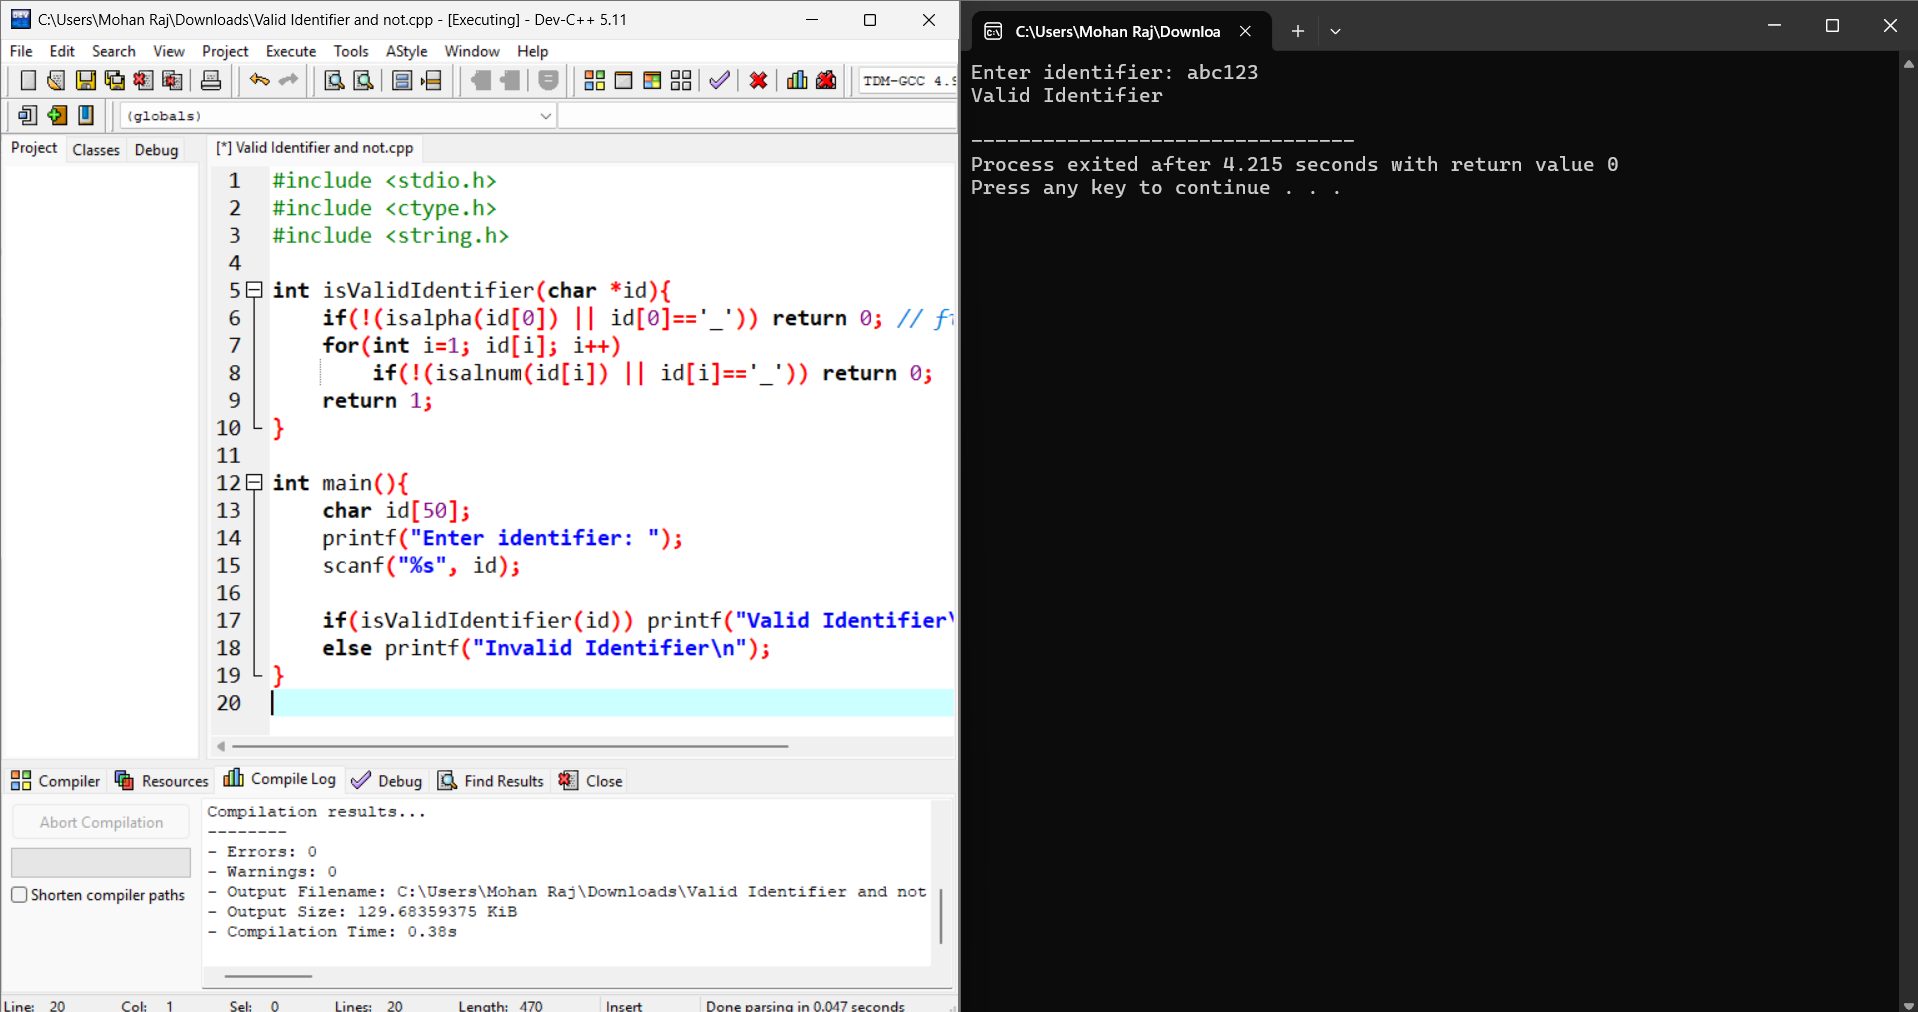 C:\Users\Mohan Raj\Downloads\Valid Identifier and not.cpp - [Executing] - Dev-C++ 5.11
File Edit Search View Project Execute Tools AStyle Window Help
TDM-GCC 4.9
(globals)
Project Classes Debug
[*] Valid Identifier and not.cpp
1 #include <stdio.h>
2 #include <ctype.h>
3 #include <string.h>
4
5 int isValidIdentifier(char *id){
6 if(!(isalpha(id[0]) || id[0]=='_')) return 0; //
7 for(int i=1; id[i]; i++)
8 if(!(isalnum(id[i]) || id[i]=='_')) return 0;
9 return 1;
10 }
11
12 int main(){
13 char id[50];
14 printf("Enter identifier: ");
15 scanf("%s", id);
16
17 if(isValidIdentifier(id)) printf("Valid Identifier\
18 else printf("Invalid Identifier\n");
19 }
20
Compiler Resources Compile Log Debug Find Results Close
Abort Compilation
Shorten compiler paths
Compilation results...
--------
- Errors: 0
- Warnings: 0
- Output Filename: C:\Users\Mohan Raj\Downloads\Valid Identifier and not
- Output Size: 129.68359375 KiB
- Compilation Time: 0.38s
Line: 20 Col: 1 Sel: 0 Lines: 20 Length: 470 Insert Done parsing in 0.047 seconds
C:\Users\Mohan Raj\Downloa
Enter identifier: abc123
Valid Identifier
--------------------------------
Process exited after 4.215 seconds with return value 0
Press any key to continue . . .